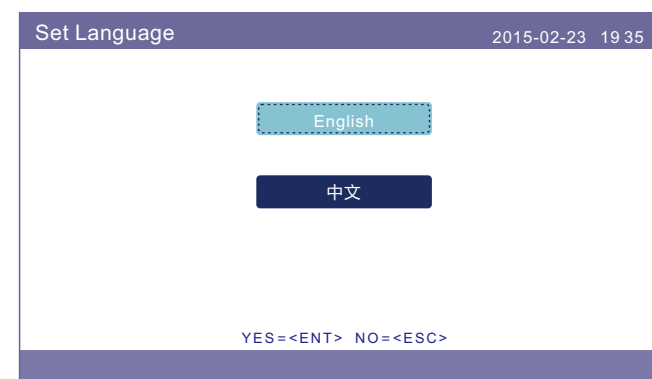 Set Language
2015-02-23 19 35
English
中文
YES=<ENT> NO=<ESC>